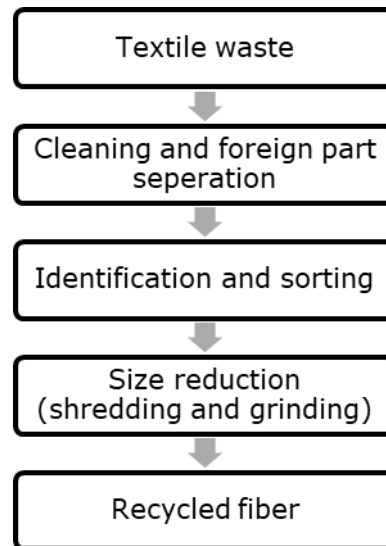 Textile waste
Cleaning and foreign part
seperation
Identification and sorting
Size reduction
(shredding and grinding)
Recycled fiber